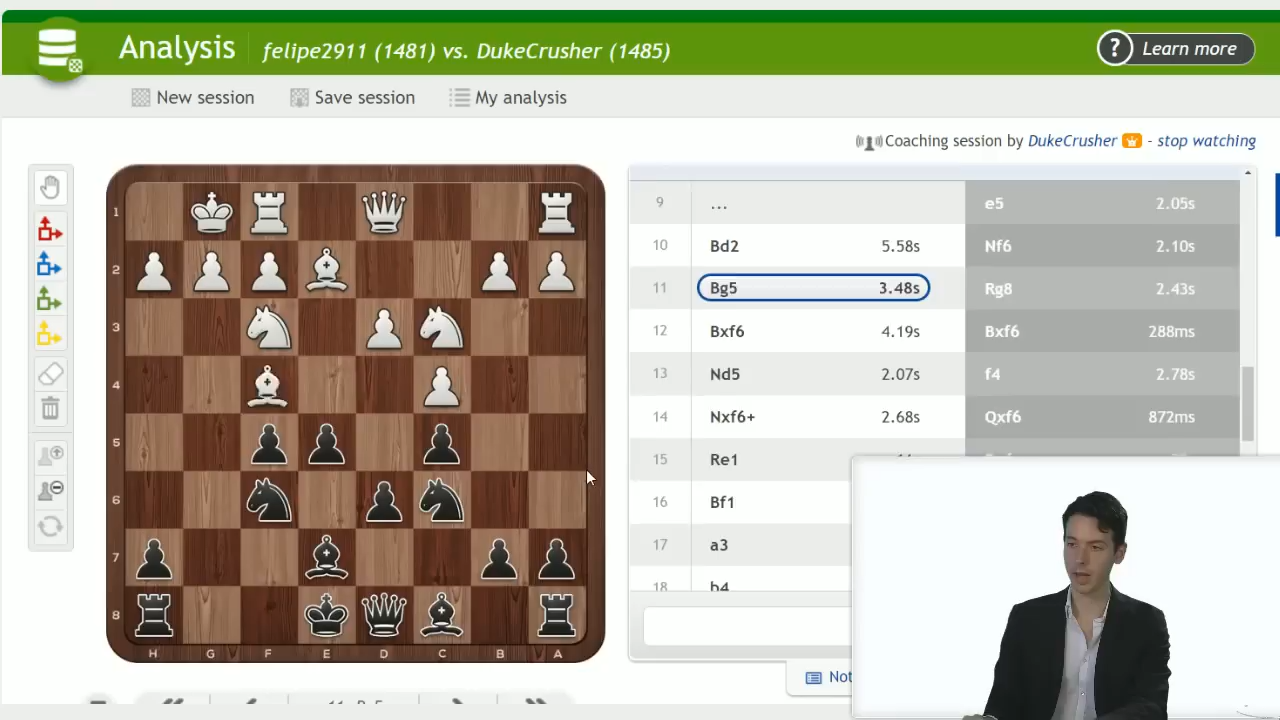 Analysis felipe2911 (1481) vs. DukeCrusher (1485) ? Learn more
New session Save session My analysis
Coaching session by DukeCrusher - stop watching
9 ... e5 2.05s
10 Bd2 5.58s Nf6 2.10s
11 Bg5 3.48s Rg8 2.43s
12 Bxf6 4.19s Bxf6 288ms
13 Nd5 2.07s f4 2.78s
14 Nxf6+ 2.68s Qxf6 872ms
15 Re1
16 Bf1
17 a3
18 b4
1
2
3
4
5
6
7
8
H G F E D C B A
Not